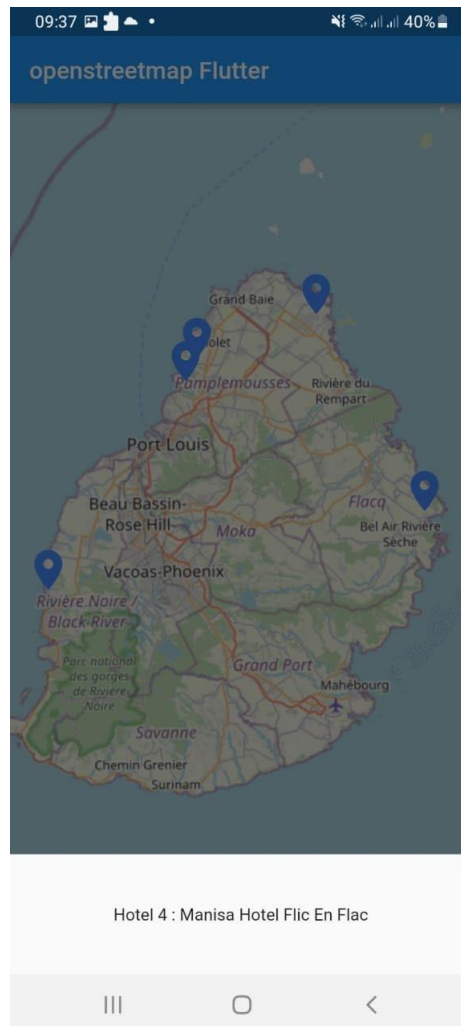 09:37
40%
openstreetmap Flutter
Grand Baie
olet
Pamplemousses
Rivière du
Rempart
Port Louis
Beau Bassin-
Rose Hill
Flacq
Moka
Bel Air Rivière
Sèche
Vacoas-Phoenix
Rivière Noire /
Black River
Parc national
des gorges
de Rivière
Noire
Grand Port
Mahébourg
Savanne
Chemin Grenier
Surinam
Hotel 4 : Manisa Hotel Flic En Flac